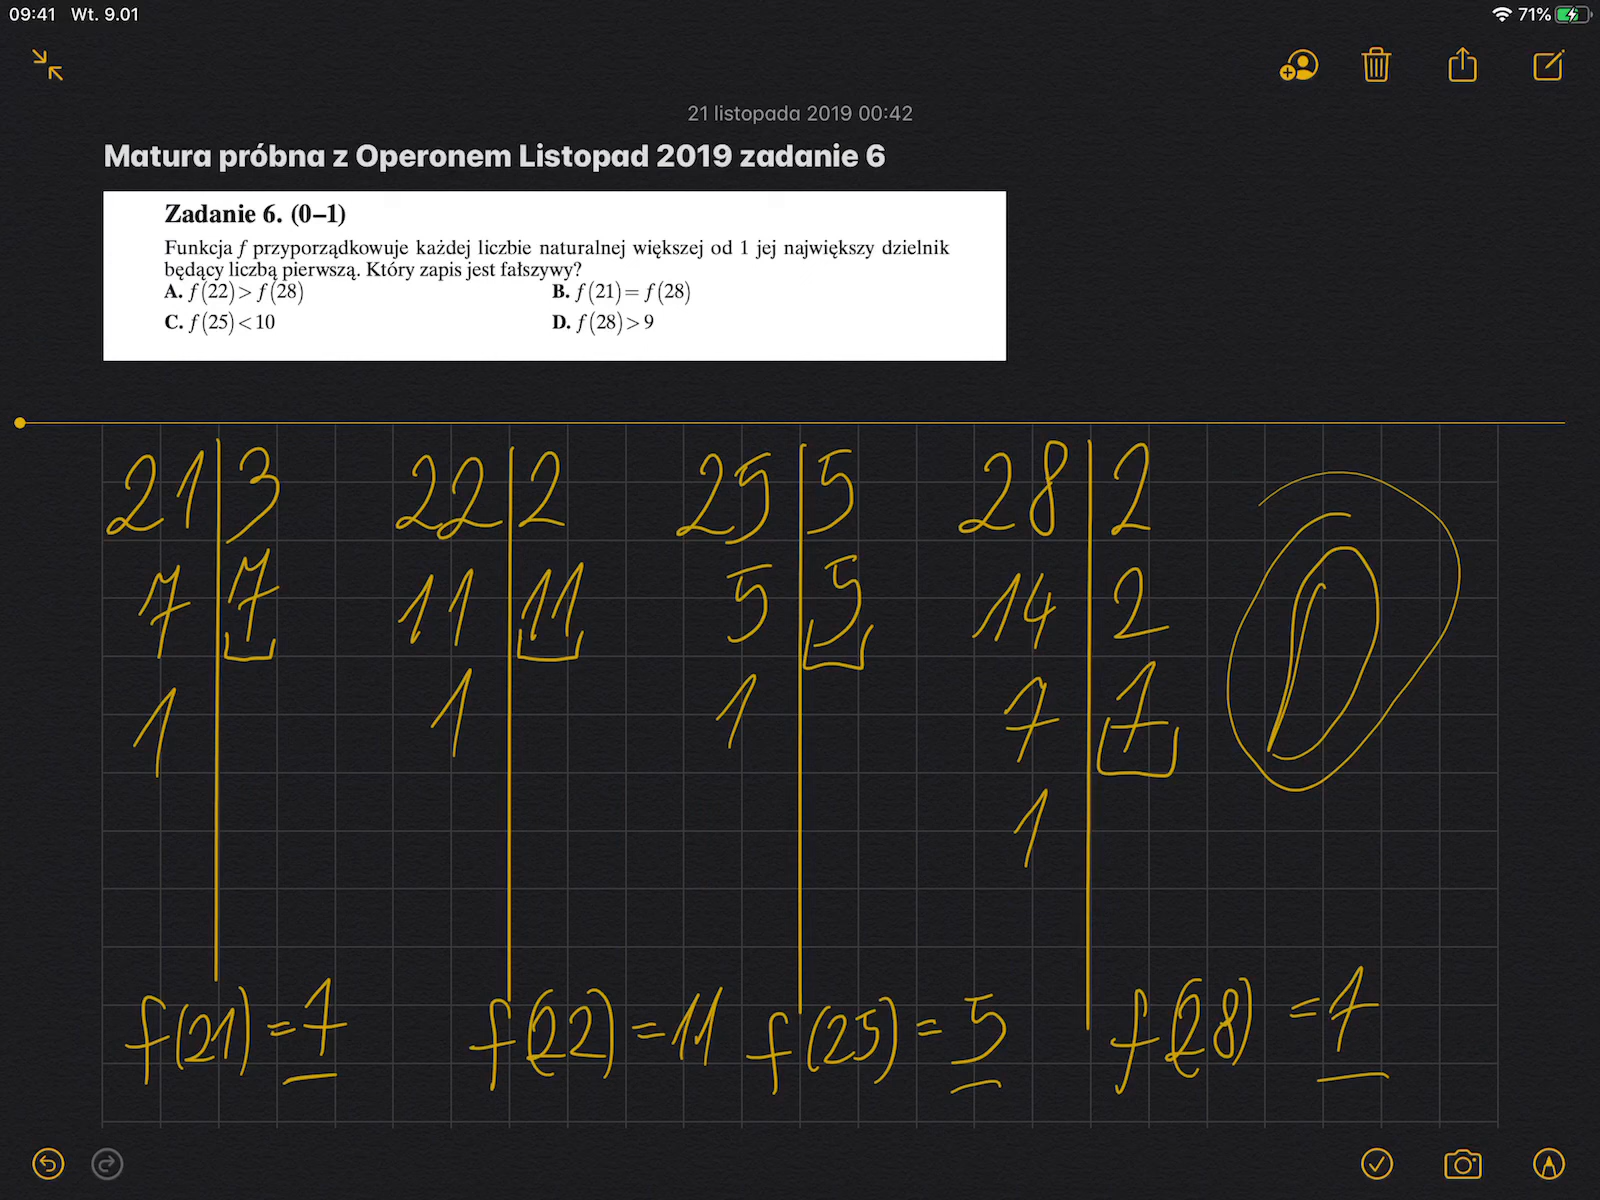 09:41 Wt. 9.01 71%
21 listopada 2019 00:42
Matura próbna z Operonem Listopad 2019 zadanie 6
Zadanie 6. (0–1)
Funkcja f przyporządkowuje każdej liczbie naturalnej większej od 1 jej największy dzielnik
będący liczbą pierwszą. Który zapis jest fałszywy?
A. f(22) > f(28) B. f(21) = f(28)
C. f(25) < 10 D. f(28) > 9
21 | 3 22 | 2 25 | 5 28 | 2
7 | 7 11 | 11 5 | 5 14 | 2
1 1 1 7 | 7
1
D
f(21) = 7 f(22) = 11 f(25) = 5 f(28) = 7